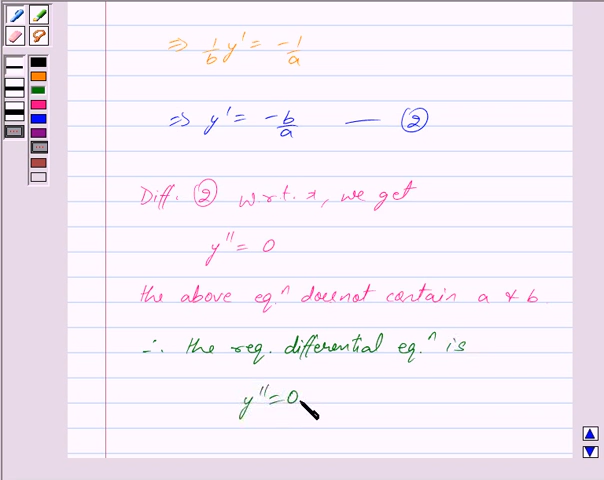 ⇒ 1/b y' = -1/a
⇒ y' = -b/a — ②
Diff. ② w.r.t. x, we get
y'' = 0
the above eq.ⁿ doesnot contain a & b.
∴ the req. differential eq.ⁿ is
y'' = 0